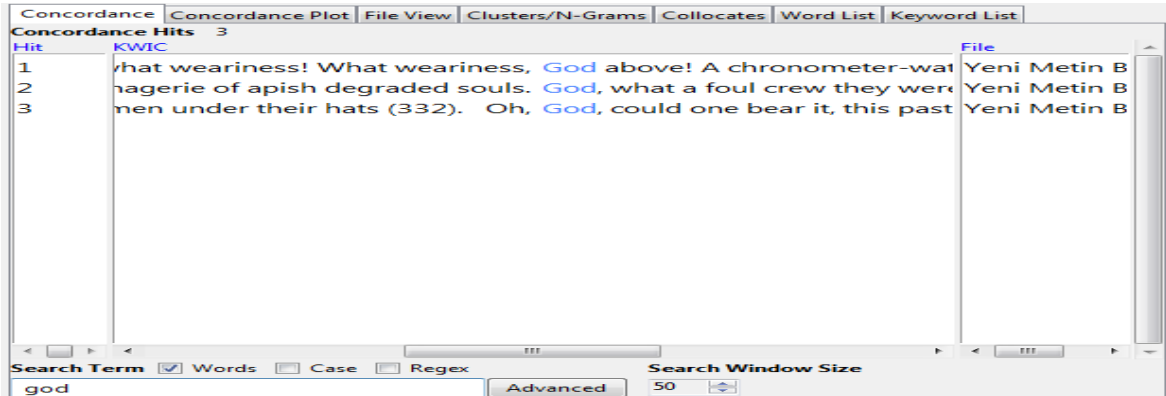 Concordance Concordance Plot File View Clusters/N-Grams Collocates Word List Keyword List
Concordance Hits 3
Hit KWIC File
1 hat weariness! What weariness, God above! A chronometer-wat Yeni Metin B
2 nagerie of apish degraded souls. God, what a foul crew they were Yeni Metin B
3 men under their hats (332). Oh, God, could one bear it, this past Yeni Metin B
Search Term Words Case Regex Search Window Size
god Advanced 50